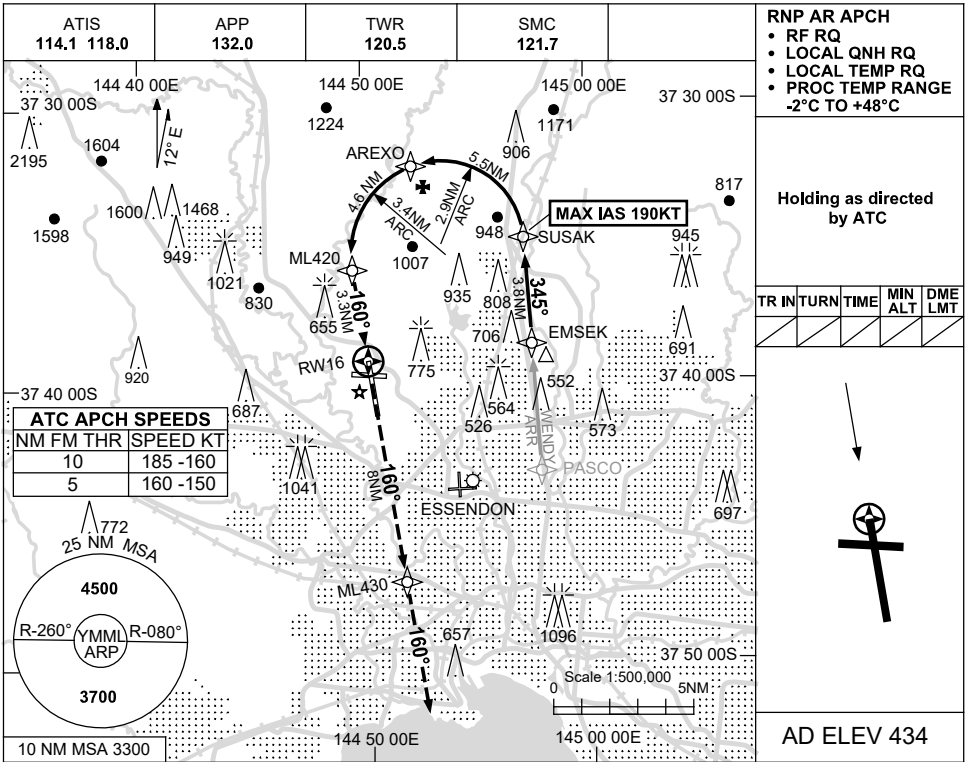 ATIS
114.1 118.0
APP
132.0
TWR
120.5
SMC
121.7
RNP AR APCH
• RF RQ
• LOCAL QNH RQ
• LOCAL TEMP RQ
• PROC TEMP RANGE
-2°C TO +48°C
Holding as directed
by ATC
TR IN
TURN
TIME
MIN
ALT
DME
LMT
AD ELEV 434
144 40 00E
144 50 00E
145 00 00E
37 30 00S
37 30 00S
12° E
2195
1604
1224
1171
906
AREXO
5.5NM
4.6 NM
3.4NM
ARC
2.9NM
ARC
817
1600
1468
1598
949
1021
948
MAX IAS 190KT
SUSAK
945
1007
ML420
830
655
3.3NM
160°
935
808
3.8NM
345°
706
EMSEK
691
RW16
775
920
687
552
564
526
573
37 40 00S
37 40 00S
WENDY
ARR
PASCO
ATC APCH SPEEDS
NM FM THR
SPEED KT
10
185 -160
5
160 -150
1041
160°
8NM
ESSENDON
697
772
25 NM MSA
4500
R-260°
YMML
ARP
R-080°
3700
10 NM MSA 3300
ML430
160°
657
1096
37 50 00S
Scale 1:500,000
0
5NM
144 50 00E
145 00 00E